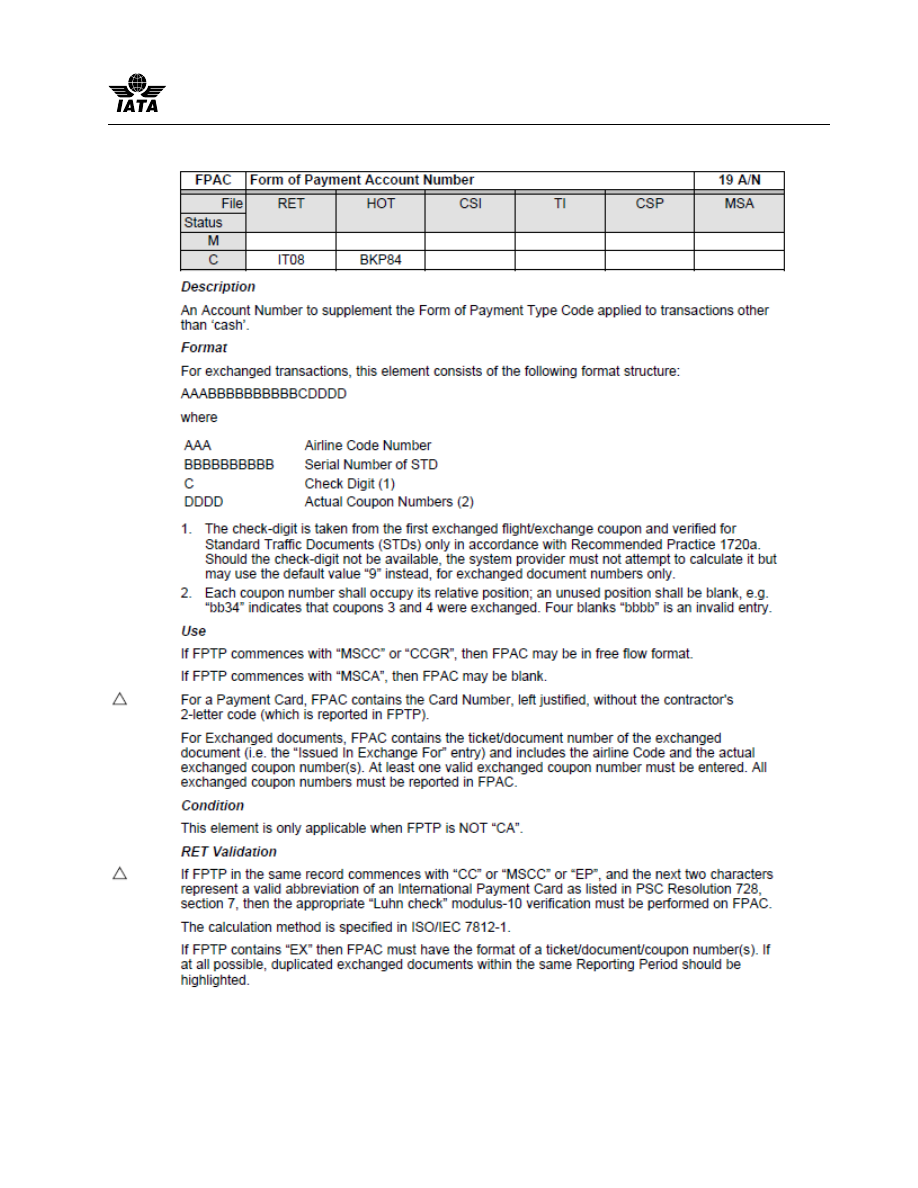 IATA
FPAC Form of Payment Account Number 19 A/N
File RET HOT CSI TI CSP MSA
Status
M
C IT08 BKP84
Description
An Account Number to supplement the Form of Payment Type Code applied to transactions other
than ‘cash’.
Format
For exchanged transactions, this element consists of the following format structure:
AAABBBBBBBBBBCDDDD
where
AAA Airline Code Number
BBBBBBBBBB Serial Number of STD
C Check Digit (1)
DDDD Actual Coupon Numbers (2)
1. The check-digit is taken from the first exchanged flight/exchange coupon and verified for
Standard Traffic Documents (STDs) only in accordance with Recommended Practice 1720a.
Should the check-digit not be available, the system provider must not attempt to calculate it but
may use the default value “9” instead, for exchanged document numbers only.
2. Each coupon number shall occupy its relative position; an unused position shall be blank, e.g.
“bb34” indicates that coupons 3 and 4 were exchanged. Four blanks “bbbb” is an invalid entry.
Use
If FPTP commences with “MSCC” or “CCGR”, then FPAC may be in free flow format.
If FPTP commences with “MSCA”, then FPAC may be blank.
For a Payment Card, FPAC contains the Card Number, left justified, without the contractor's
2-letter code (which is reported in FPTP).
For Exchanged documents, FPAC contains the ticket/document number of the exchanged
document (i.e. the “Issued In Exchange For” entry) and includes the airline Code and the actual
exchanged coupon number(s). At least one valid exchanged coupon number must be entered. All
exchanged coupon numbers must be reported in FPAC.
Condition
This element is only applicable when FPTP is NOT “CA”.
RET Validation
If FPTP in the same record commences with “CC” or “MSCC” or “EP”, and the next two characters
represent a valid abbreviation of an International Payment Card as listed in PSC Resolution 728,
section 7, then the appropriate “Luhn check” modulus-10 verification must be performed on FPAC.
The calculation method is specified in ISO/IEC 7812-1.
If FPTP contains “EX” then FPAC must have the format of a ticket/document/coupon number(s). If
at all possible, duplicated exchanged documents within the same Reporting Period should be
highlighted.